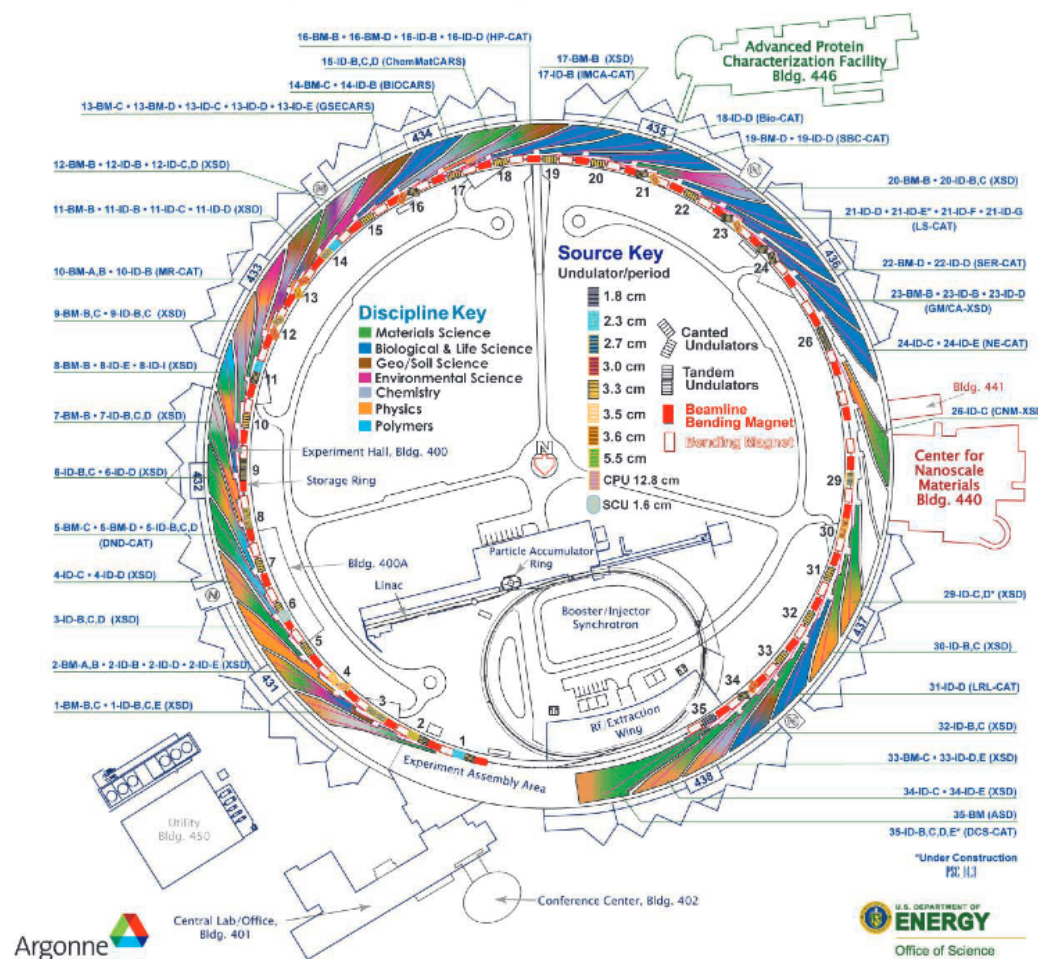 16-BM-B • 16-BM-D • 16-ID-B • 16-ID-D (HP-CAT)
15-ID-B,C,D (ChemMatCARS)
14-BM-C • 14-ID-B (BIOCARS)
13-BM-C • 13-BM-D • 13-ID-C • 13-ID-D • 13-ID-E (GSECARS)
12-BM-B • 12-ID-B • 12-ID-C,D (XSD)
11-BM-B • 11-ID-B • 11-ID-C • 11-ID-D (XSD)
10-BM-A,B • 10-ID-B (MR-CAT)
9-BM-B,C • 9-ID-B,C (XSD)
8-BM-B • 8-ID-E • 8-ID-I (XSD)
7-BM-B • 7-ID-B,C,D (XSD)
6-ID-B,C • 6-ID-D (XSD)
5-BM-C • 5-BM-D • 5-ID-B,C,D
(DND-CAT)
4-ID-C • 4-ID-D (XSD)
3-ID-B,C,D (XSD)
2-BM-A,B • 2-ID-B • 2-ID-D • 2-ID-E (XSD)
1-BM-B,C • 1-ID-B,C,E (XSD)
17-BM-B (XSD)
17-ID-B (IMCA-CAT)
Advanced Protein
Characterization Facility
Bldg. 446
18-ID-D (Bio-CAT)
19-BM-D • 19-ID-D (SBC-CAT)
20-BM-B • 20-ID-B,C (XSD)
21-ID-D • 21-ID-E* • 21-ID-F • 21-ID-G
(LS-CAT)
22-BM-D • 22-ID-D (SER-CAT)
23-BM-B • 23-ID-B • 23-ID-D
(GM/CA-XSD)
24-ID-C • 24-ID-E (NE-CAT)
Bldg. 441
26-ID-C (CNM-XSD
Center for
Nanoscale
Materials
Bldg. 440
29-ID-C,D* (XSD)
30-ID-B,C (XSD)
31-ID-D (LRL-CAT)
32-ID-B,C (XSD)
33-BM-C • 33-ID-D,E (XSD)
34-ID-C • 34-ID-E (XSD)
35-BM (ASD)
35-ID-B,C,D,E* (DCS-CAT)
*Under Construction
431
432
433
434
435
436
437
438
N
N
N
N
N
1
2
3
4
5
6
7
8
9
10
11
12
13
14
15
16
17
18
19
20
21
22
23
24
26
29
30
31
32
33
34
35
Discipline Key
Materials Science
Biological & Life Science
Geo/Soil Science
Environmental Science
Chemistry
Physics
Polymers
Source Key
Undulator/period
1.8 cm
2.3 cm
2.7 cm
3.0 cm
3.3 cm
3.5 cm
3.6 cm
5.5 cm
CPU 12.8 cm
SCU 1.6 cm
Canted
Undulators
Tandem
Undulators
Beamline
Bending Magnet
Bending Magnet
Experiment Hall, Bldg. 400
Storage Ring
Bldg. 400A
Linac
Particle Accumulator
Ring
Booster/Injector
Synchrotron
Rf/Extraction
Wing
Experiment Assembly Area
Utility
Bldg. 450
Central Lab/Office,
Bldg. 401
Conference Center, Bldg. 402
Argonne
U.S. DEPARTMENT OF
ENERGY
Office of Science